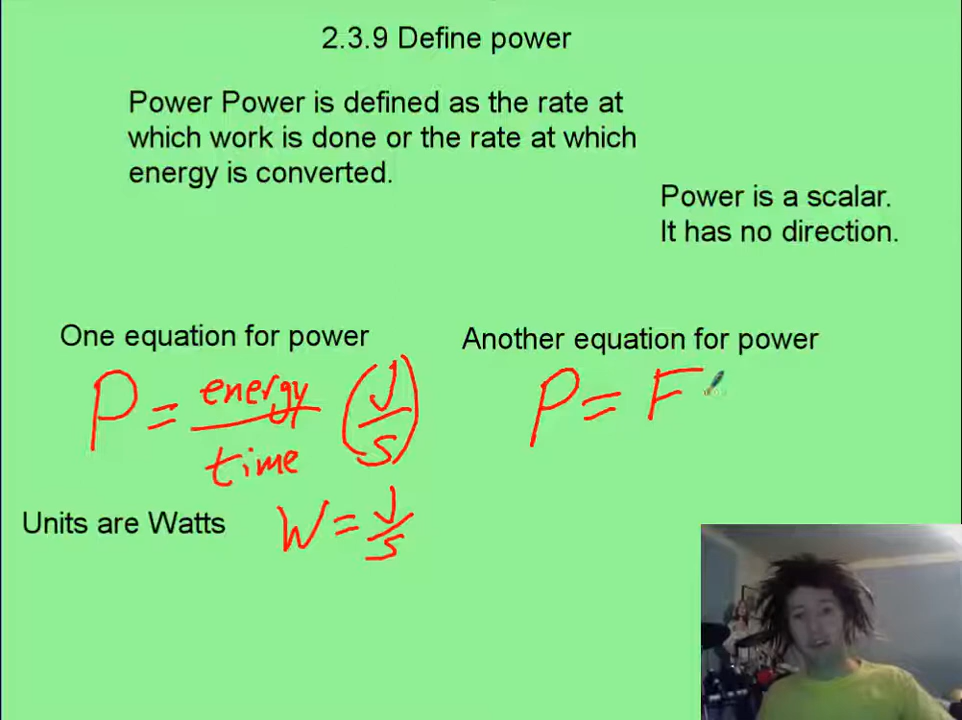 2.3.9 Define power
Power Power is defined as the rate at
which work is done or the rate at which
energy is converted.
Power is a scalar.
It has no direction.
One equation for power
P = energy/time (J/s)
Units are Watts W = J/s
Another equation for power
P = F